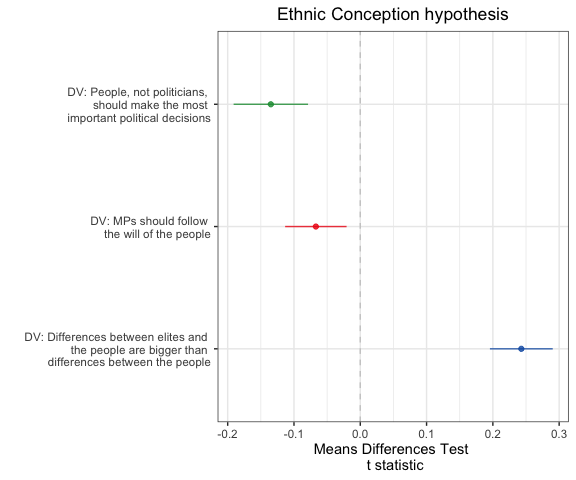 Ethnic Conception hypothesis
DV: People, not politicians,
should make the most
important political decisions
DV: MPs should follow
the will of the people
DV: Differences between elites and
the people are bigger than
differences between the people
-0.2 -0.1 0.0 0.1 0.2 0.3
Means Differences Test
t statistic